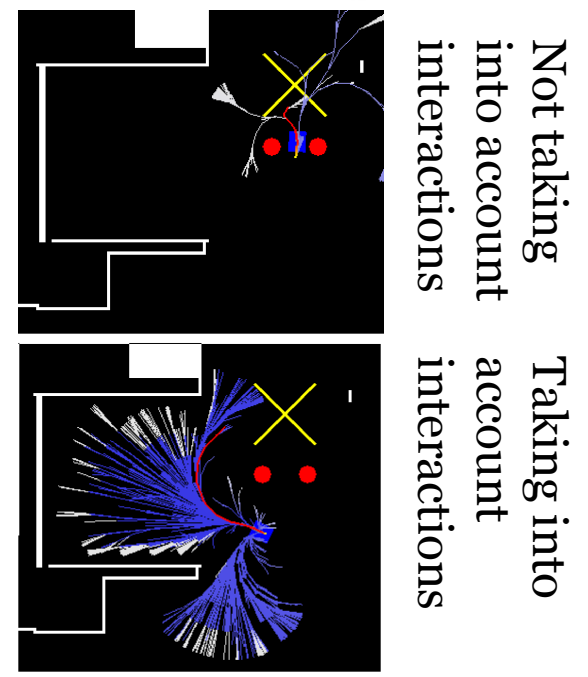 Not taking
into account
interactions
Taking into
account
interactions